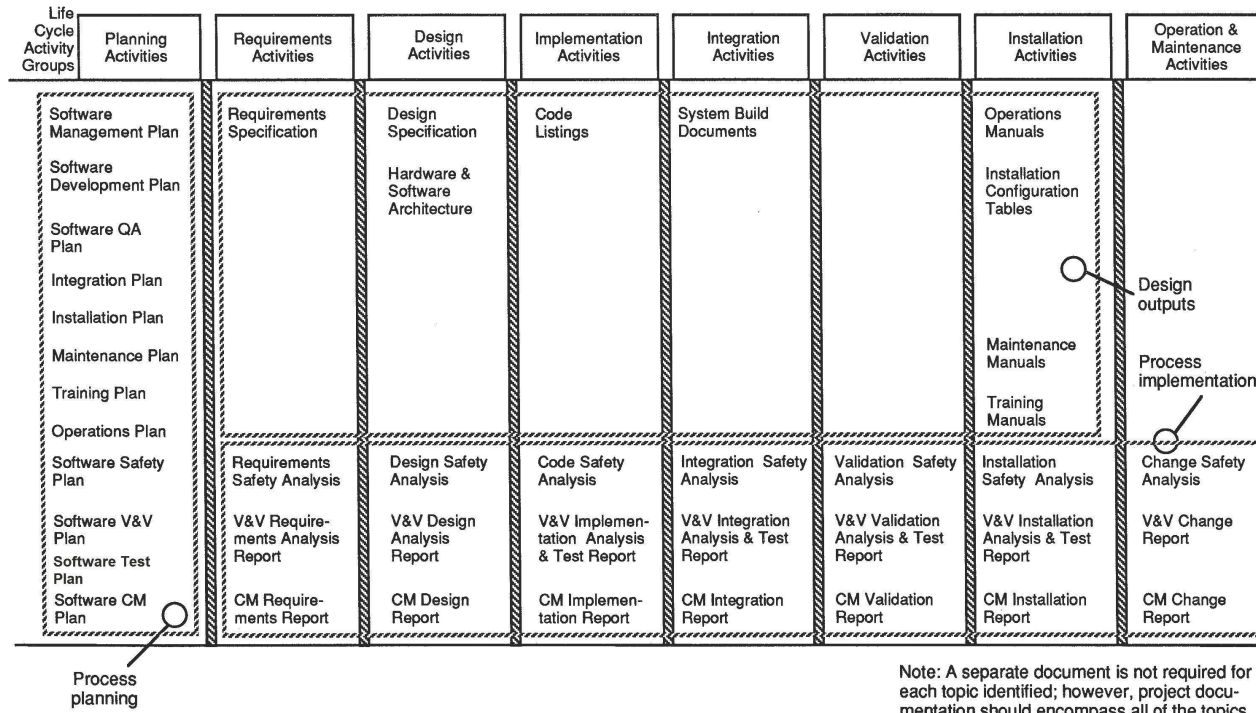 Life
Cycle
Activity
Groups
Planning
Activities
Requirements
Activities
Design
Activities
Implementation
Activities
Integration
Activities
Validation
Activities
Installation
Activities
Operation &
Maintenance
Activities
Software
Management Plan
Software
Development Plan
Software QA
Plan
Integration Plan
Installation Plan
Maintenance Plan
Training Plan
Operations Plan
Software Safety
Plan
Software V&V
Plan
Software Test
Plan
Software CM
Plan
Requirements
Specification
Requirements
Safety Analysis
V&V Require-
ments Analysis
Report
CM Require-
ments Report
Design
Specification
Hardware &
Software
Architecture
Design Safety
Analysis
V&V Design
Analysis
Report
CM Design
Report
Code
Listings
Code Safety
Analysis
V&V Implemen-
tation Analysis
& Test Report
CM Implemen-
tation Report
System Build
Documents
Integration Safety
Analysis
V&V Integration
Analysis & Test
Report
CM Integration
Report
Validation Safety
Analysis
V&V Validation
Analysis & Test
Report
CM Validation
Report
Operations
Manuals
Installation
Configuration
Tables
Maintenance
Manuals
Training
Manuals
Installation
Safety Analysis
V&V Installation
Analysis & Test
Report
CM Installation
Report
Design
outputs
Process
implementation
Change Safety
Analysis
V&V Change
Report
CM Change
Report
Process
planning
Note: A separate document is not required for
each topic identified; however, project docu-
mentation should encompass all of the topics